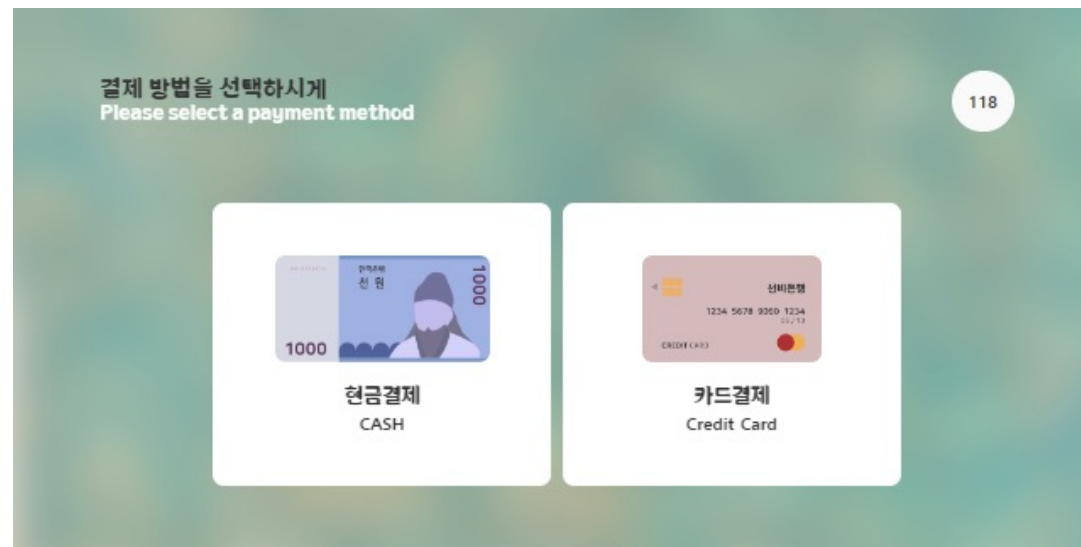 결제 방법을 선택하시게
Please select a payment method
118
천 원
1000
1000
선비은행
1234 5678 9060 1234
CREDIT CARD
현금결제
CASH
카드결제
Credit Card